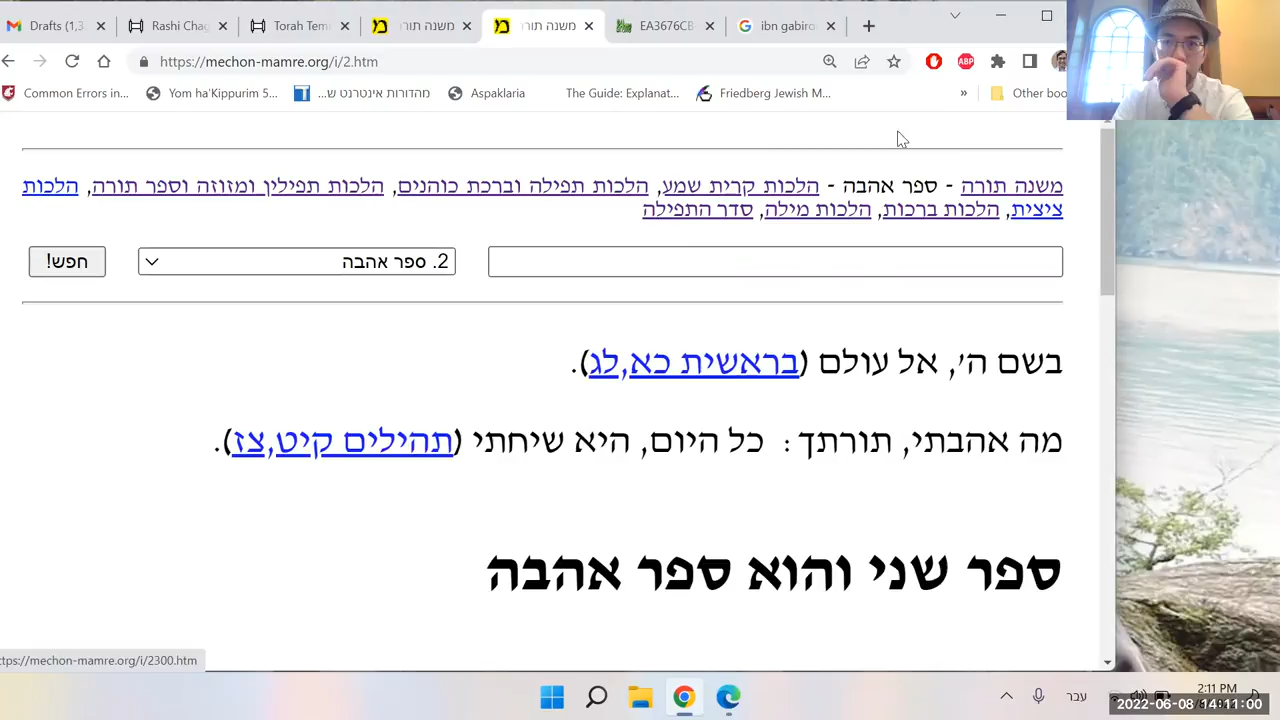 Drafts (1,3
Rashi Chag
Torah Tem
משנה תורה
EA3676CB
ibn gabiro
https://mechon-mamre.org/i/2.htm
Common Errors in...
Yom ha'Kippurim 5...
טהדורות אינטרנט ש...
Aspaklaria
The Guide: Explanat...
Friedberg Jewish M...
»
Other boo
משנה תורה - ספר אהבה - הלכות קרית שמע, הלכות תפילה וברכת כוהנים, הלכות תפילין ומזוזה וספר תורה, הלכות
ציצית, הלכות ברכות, הלכות מילה, סדר התפילה
2. ספר אהבה
חפש!
בשם ה', אל עולם (בראשית כא,לג).
מה אהבתי, תורתך: כל היום, היא שיחתי (תהילים קיט,צז).
ספר שני והוא ספר אהבה
ttps://mechon-mamre.org/i/2300.htm
עבר
2:11 PM
2022-06-08 14:11:00